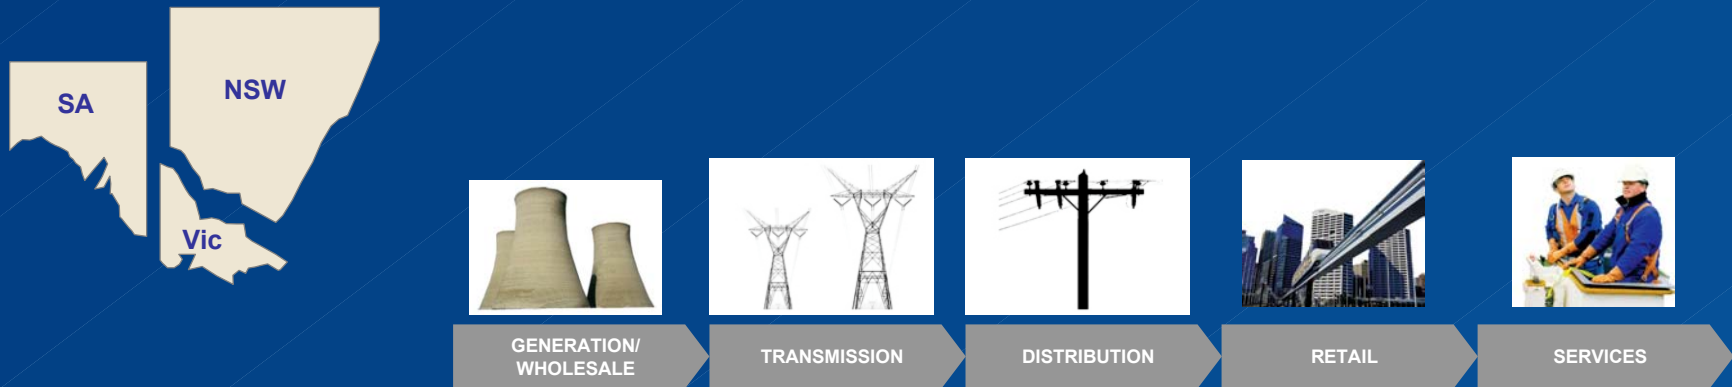 SA
NSW
Vic
GENERATION/
WHOLESALE
TRANSMISSION
DISTRIBUTION
RETAIL
SERVICES